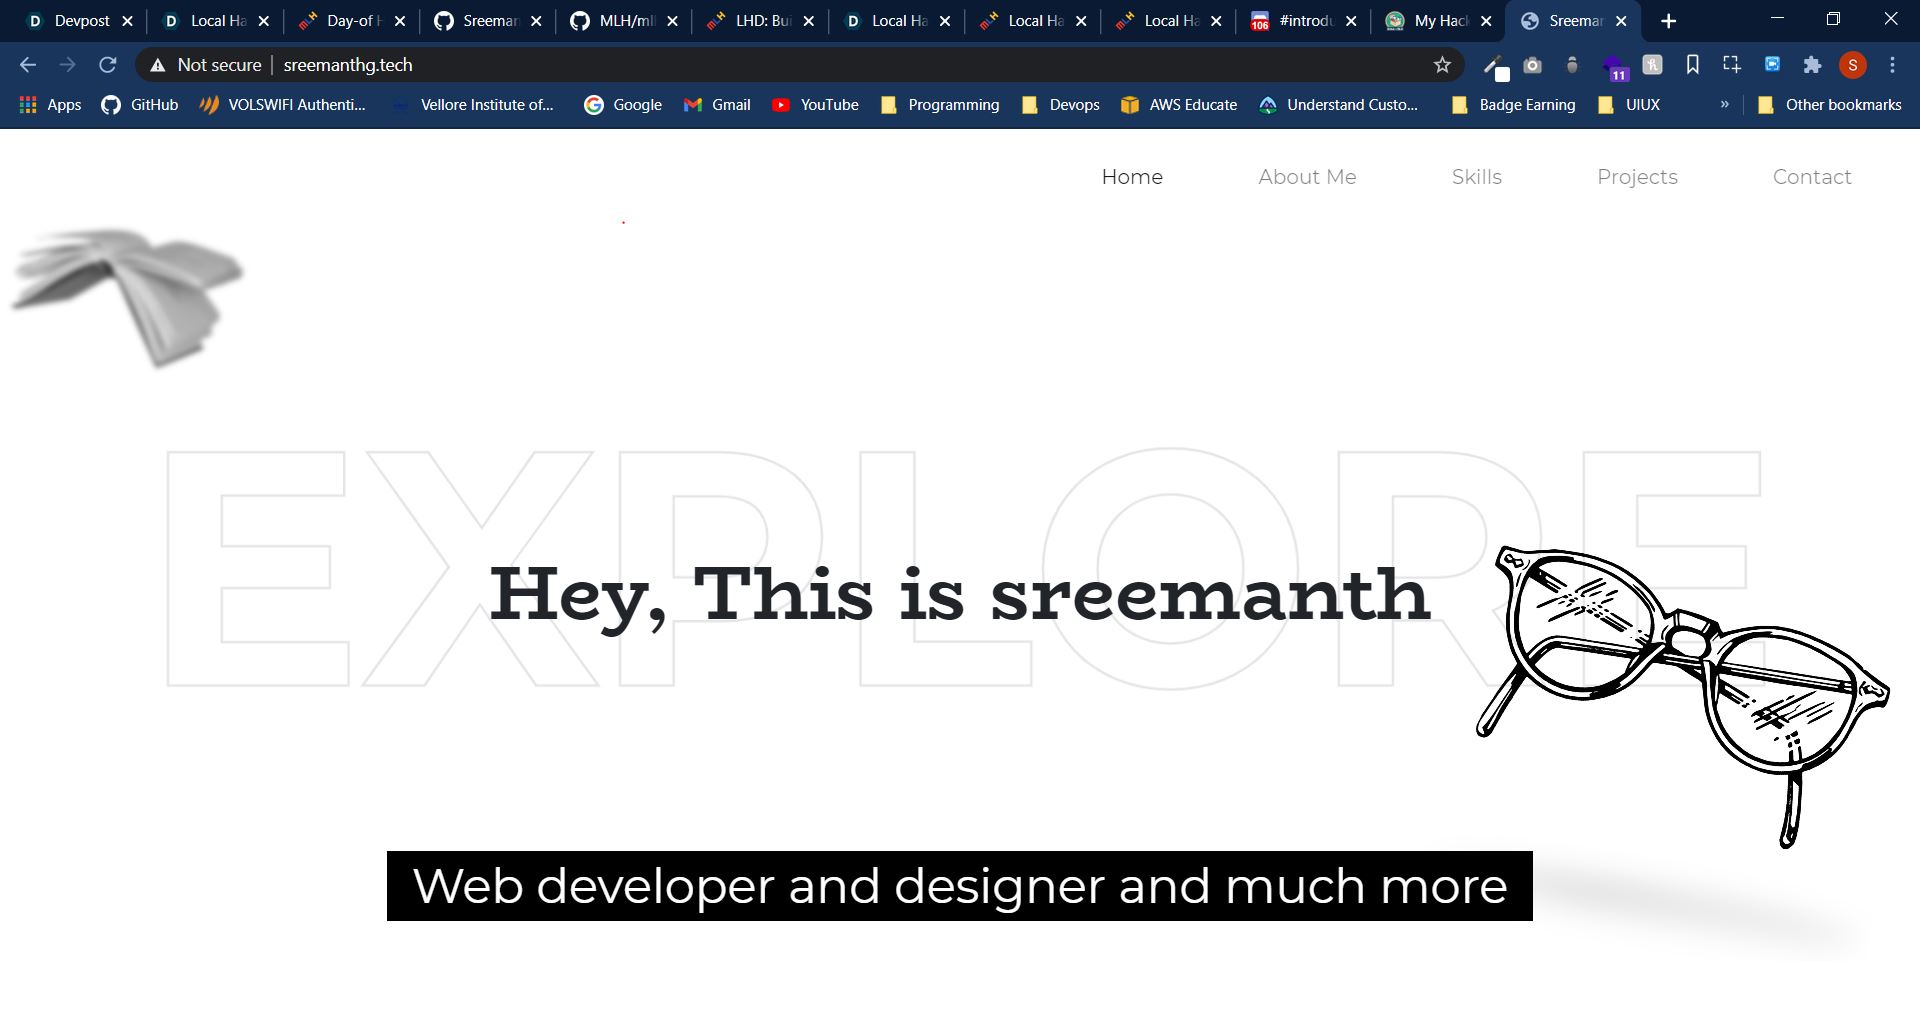 Devpost
Local Ha
Day-of H
Sreeman
MLH/mlh
LHD: Bui
Local Ha
Local Ha
Local Ha
#introdu
My Hack
Sreeman
Not secure
sreemanthg.tech
106
11
S
Apps
GitHub
VOLSWIFI Authenti...
Vellore Institute of...
Google
Gmail
YouTube
Programming
Devops
AWS Educate
Understand Custo...
Badge Earning
UIUX
»
Other bookmarks
Home
About Me
Skills
Projects
Contact
EXPLORE
Hey, This is sreemanth
Web developer and designer and much more